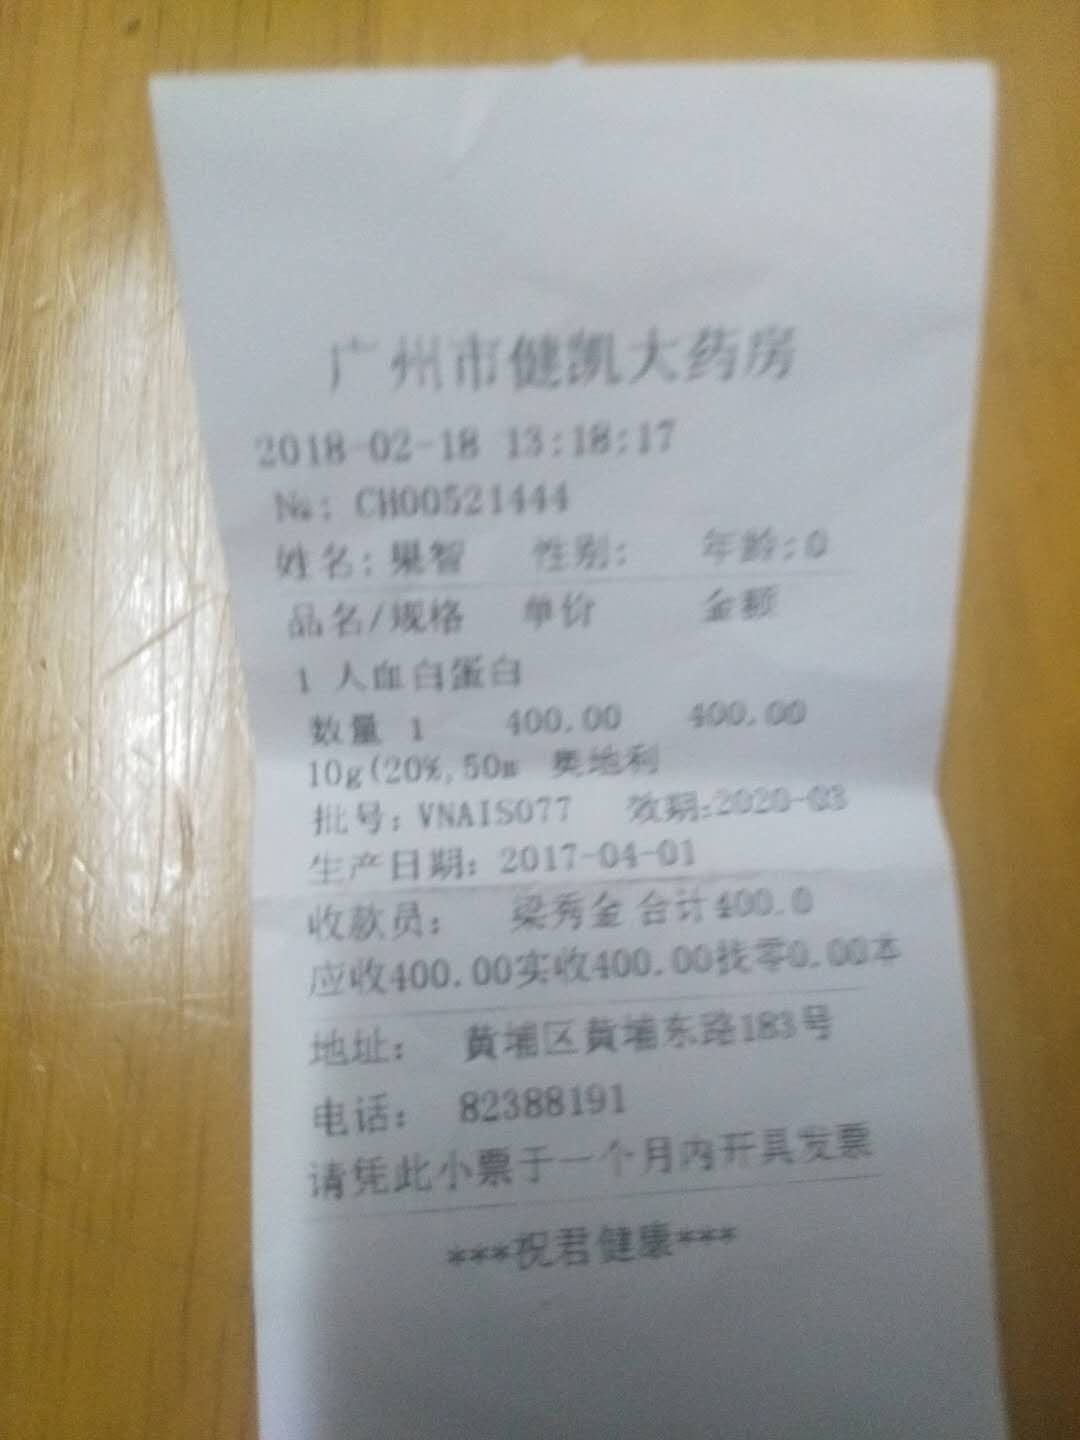 广州市健凯大药房
2018-02-18 13:18:17
№: CH00521444
姓名:果智 性别: 年龄:0
品名/规格 单价 金额
1 人血白蛋白
数量 1 400.00 400.00
10g(20%,50m 奥地利
批号: VNAIS077 效期:2020-03
生产日期: 2017-04-01
收款员: 梁秀金 合计400.0
应收400.00实收400.00找零0.00本
地址: 黄埔区黄埔东路183号
电话: 82388191
请凭此小票于一个月内开具发票
***祝君健康***